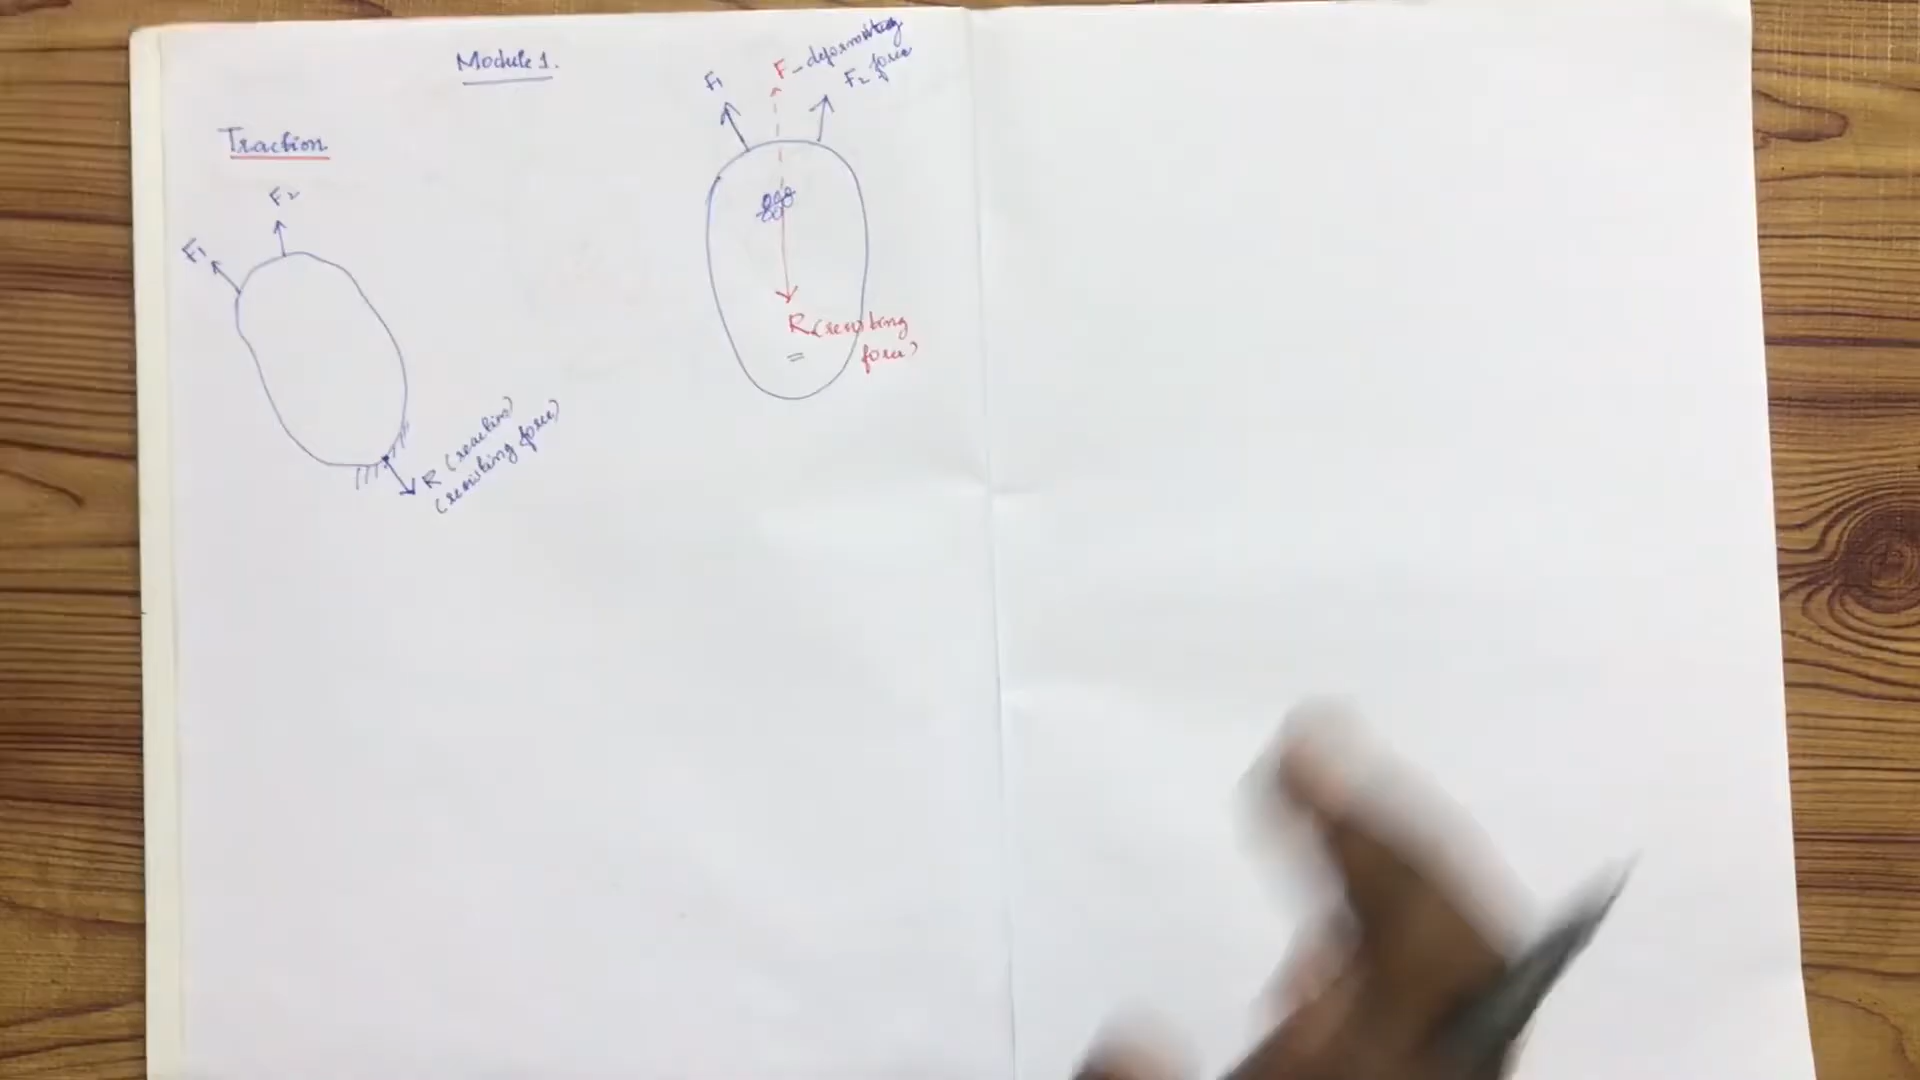 Module 1.
Traction
F₂
F₁
R (reaction)
(resisting force)
F₁
F - deforming
force
F₂
R (resisting
force)
=